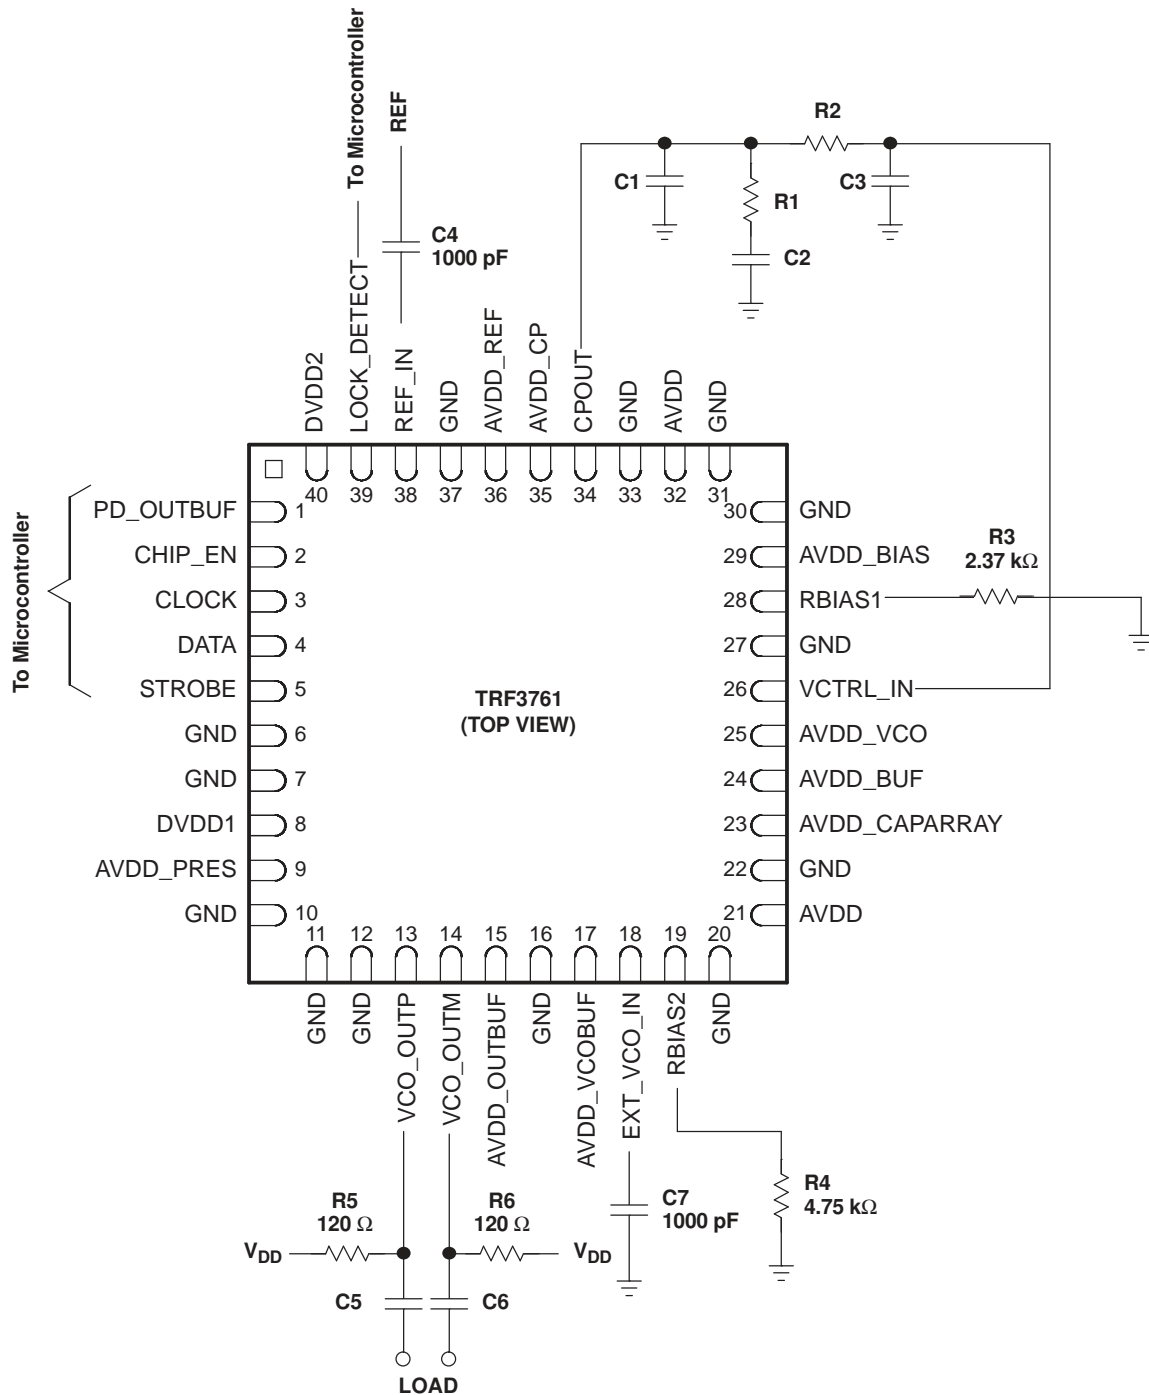 To Microcontroller
REF
C4
1000 pF
R2
C1
R1
C3
C2
DVDD2
LOCK_DETECT
REF_IN
GND
AVDD_REF
AVDD_CP
CPOUT
GND
AVDD
GND
40
39
38
37
36
35
34
33
32
31
To Microcontroller
PD_OUTBUF 1
CHIP_EN 2
CLOCK 3
DATA 4
STROBE 5
GND 6
GND 7
DVDD1 8
AVDD_PRES 9
GND 10
TRF3761
(TOP VIEW)
30 GND
29 AVDD_BIAS
28 RBIAS1
27 GND
26 VCTRL_IN
25 AVDD_VCO
24 AVDD_BUF
23 AVDD_CAPARRAY
22 GND
21 AVDD
R3
2.37 kΩ
11
12
13
14
15
16
17
18
19
20
GND
GND
VCO_OUTP
VCO_OUTM
AVDD_OUTBUF
GND
AVDD_VCOBUF
EXT_VCO_IN
RBIAS2
GND
R5
120 Ω
R6
120 Ω
C7
1000 pF
R4
4.75 kΩ
VDD
VDD
C5
C6
LOAD